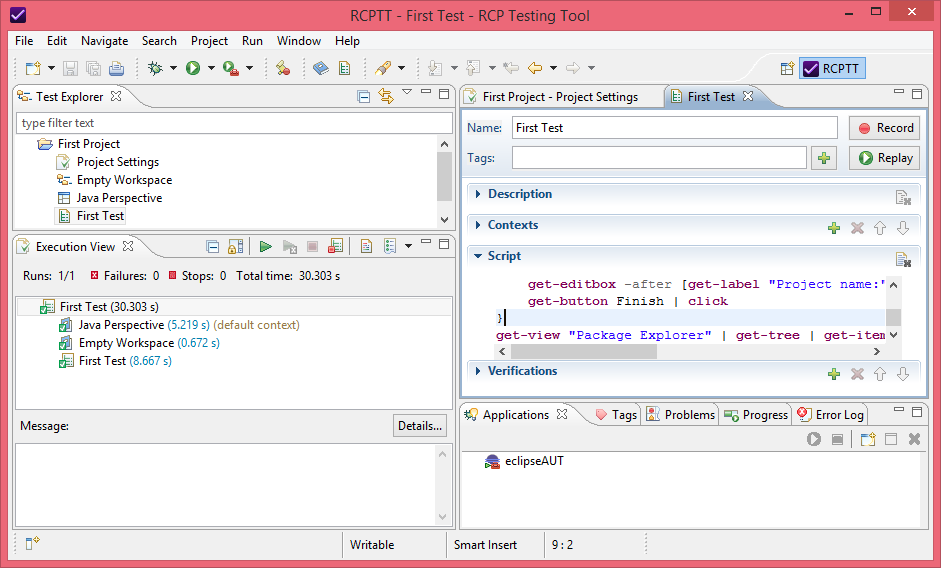 RCPTT - First Test - RCP Testing Tool
File Edit Navigate Search Project Run Window Help
RCPTT
Test Explorer
type filter text
First Project
Project Settings
Empty Workspace
Java Perspective
First Test
Execution View
Runs: 1/1 Failures: 0 Stops: 0 Total time: 30.303 s
First Test (30.303 s)
Java Perspective (5.219 s) (default context)
Empty Workspace (0.672 s)
First Test (8.667 s)
Message:
Details...
First Project - Project Settings
First Test
Name: First Test
Record
Tags:
Replay
Description
Contexts
Script
get-editbox -after [get-label "Project name:"
get-button Finish | click
}
get-view "Package Explorer" | get-tree | get-item
Verifications
Applications Tags Problems Progress Error Log
eclipseAUT
Writable Smart Insert 9 : 2